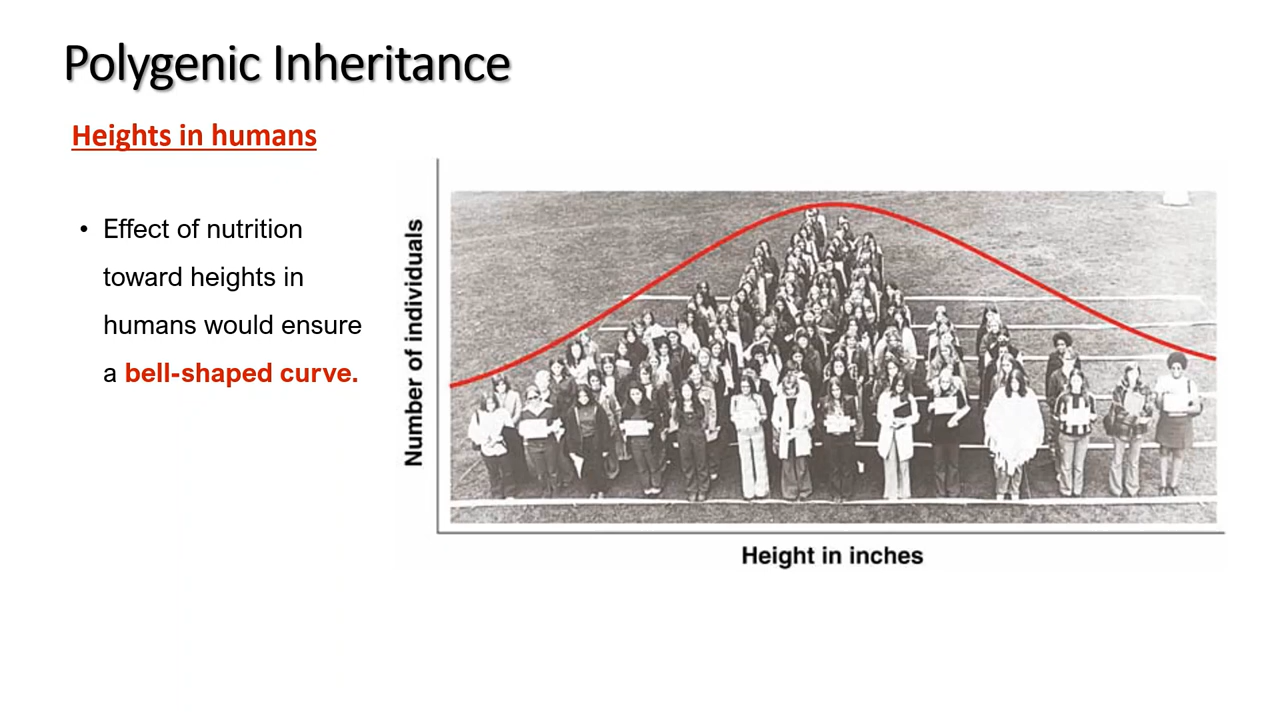 Polygenic Inheritance
Heights in humans
• Effect of nutrition
toward heights in
humans would ensure
a bell-shaped curve.
Number of individuals
Height in inches